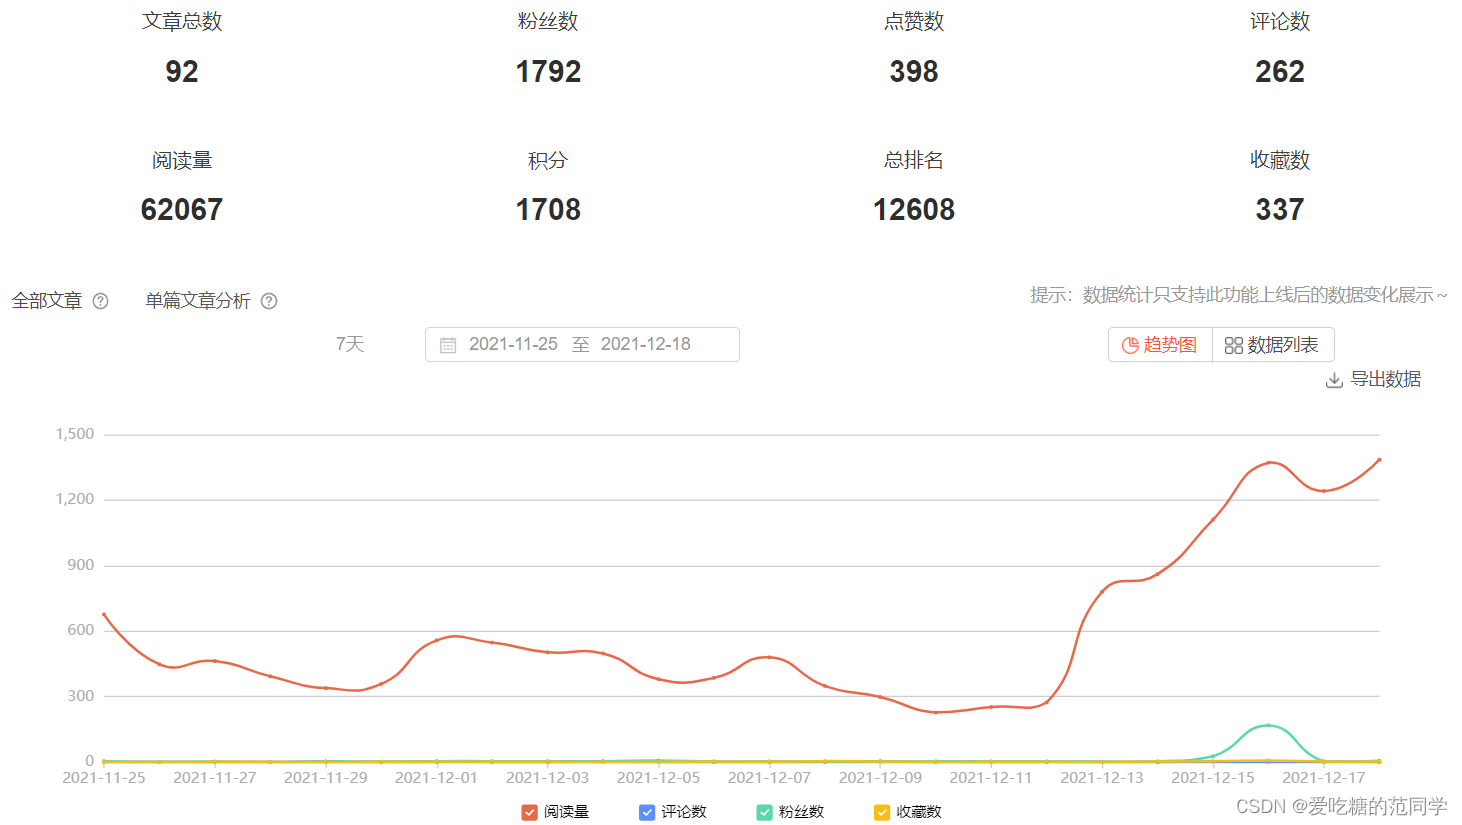 文章总数 粉丝数 点赞数 评论数
92 1792 398 262
阅读量 积分 总排名 收藏数
62067 1708 12608 337
全部文章 ? 单篇文章分析 ? 提示：数据统计只支持此功能上线后的数据变化展示~
7天 2021-11-25 至 2021-12-18 趋势图 数据列表
导出数据
1,500
1,200
900
600
300
0
2021-11-25 2021-11-27 2021-11-29 2021-12-01 2021-12-03 2021-12-05 2021-12-07 2021-12-09 2021-12-11 2021-12-13 2021-12-15 2021-12-17
阅读量 评论数 粉丝数 收藏数
CSDN @爱吃糖的范同学